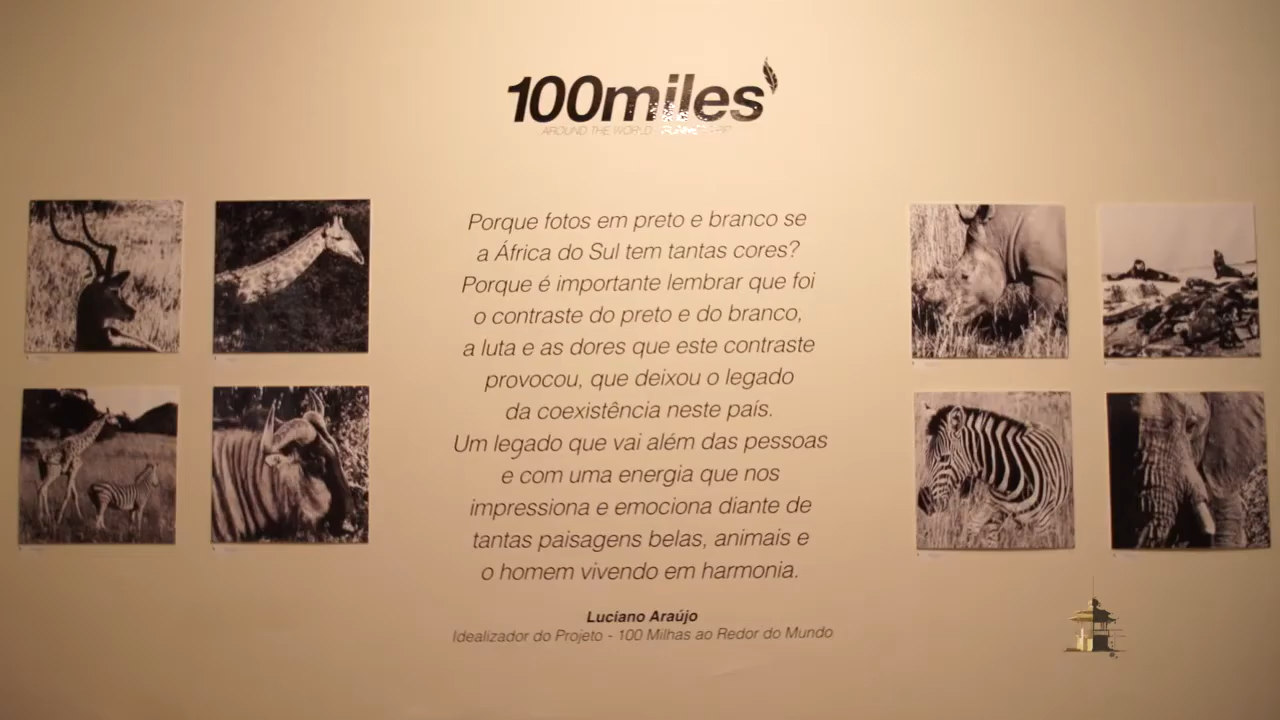 100miles
AROUND THE WORLD
Porque fotos em preto e branco se
a África do Sul tem tantas cores?
Porque é importante lembrar que foi
o contraste do preto e do branco,
a luta e as dores que este contraste
provocou, que deixou o legado
da coexistência neste país.
Um legado que vai além das pessoas
e com uma energia que nos
impressiona e emociona diante de
tantas paisagens belas, animais e
o homem vivendo em harmonia.
Luciano Araújo
Idealizador do Projeto - 100 Milhas ao Redor do Mundo